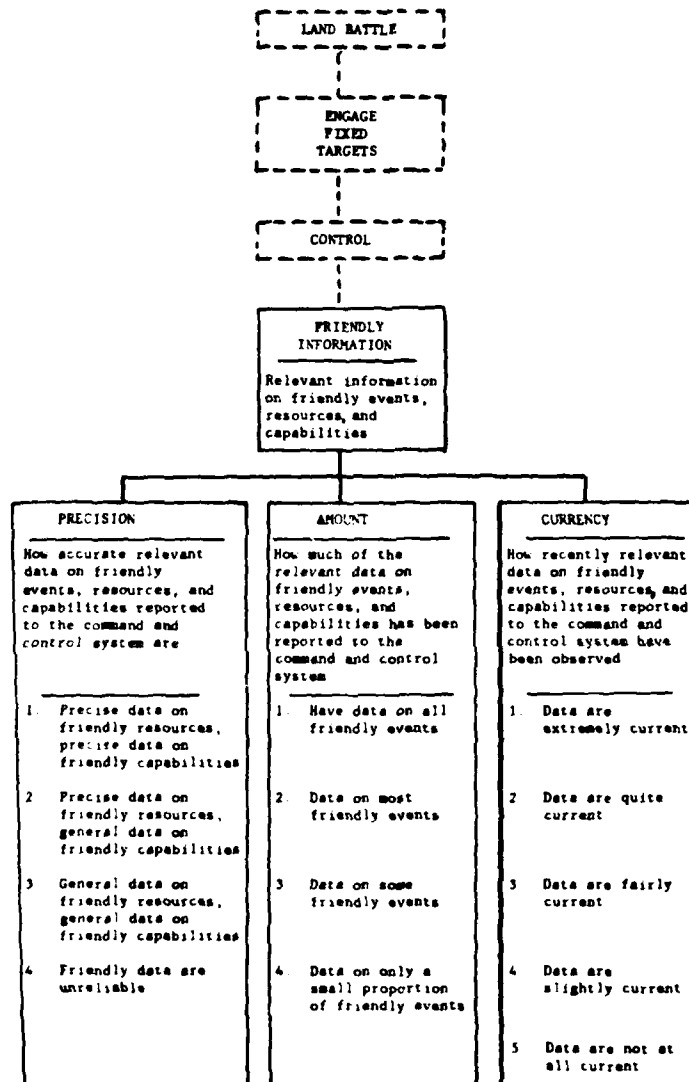 LAND BATTLE
ENGAGE
FIXED
TARGETS
CONTROL
FRIENDLY
INFORMATION
Relevant information
on friendly events,
resources, and
capabilities
PRECISION
How accurate relevant
data on friendly
events, resources, and
capabilities reported
to the command and
control system are
1. Precise data on
friendly resources,
precise data on
friendly capabilities
2 Precise data on
friendly resources,
general data on
friendly capabilities
3 General data on
friendly resources,
general data on
friendly capabilities
4 Friendly data are
unreliable
AMOUNT
How much of the
relevant data on
friendly events,
resources, and
capabilities has been
reported to the
command and control
system
1. Have data on all
friendly events
2. Data on most
friendly events
3 Data on some
friendly events
4. Data on only a
small proportion
of friendly events
CURRENCY
How recently relevant
data on friendly
events, resources, and
capabilities reported
to the command and
control system have
been observed
1. Data are
extremely current
2 Data are quite
current
3 Data are fairly
current
4 Data are
slightly current
5 Data are not at
all current